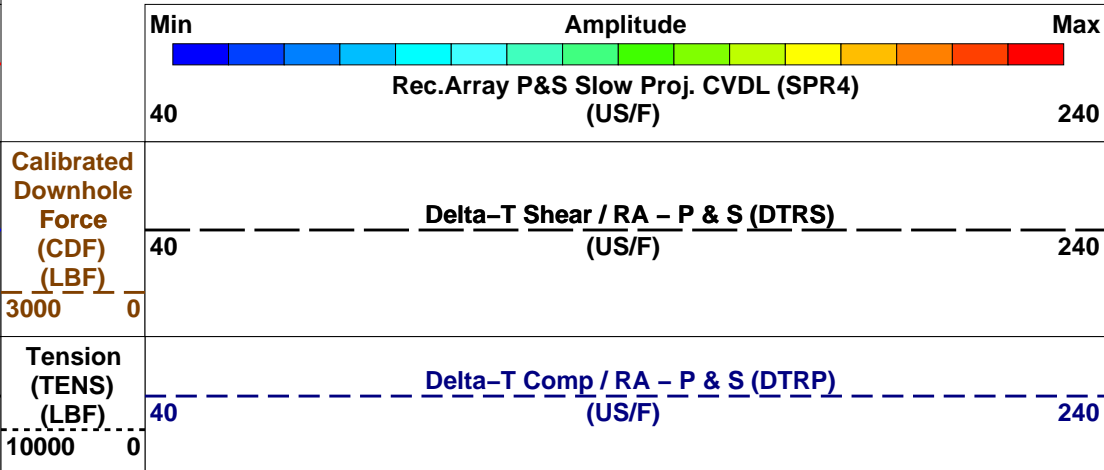 Min Amplitude Max
Rec.Array P&S Slow Proj. CVDL (SPR4)
40 (US/F) 240
Calibrated
Downhole
Force
(CDF)
(LBF)
3000 0
Delta−T Shear / RA − P & S (DTRS)
40 (US/F) 240
Tension
(TENS)
(LBF)
10000 0
Delta−T Comp / RA − P & S (DTRP)
40 (US/F) 240